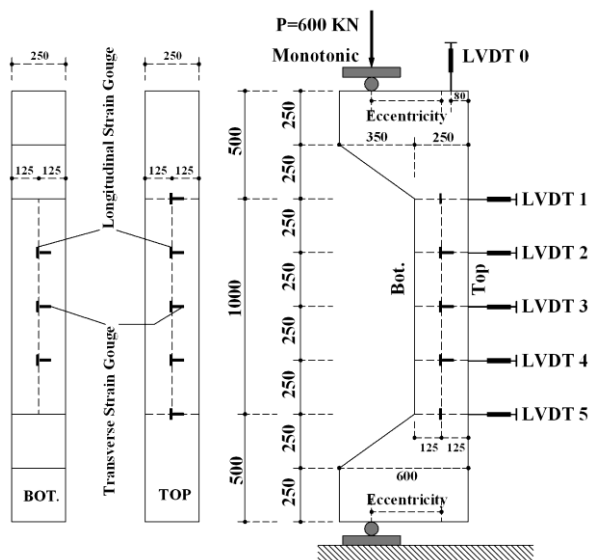 P=600 KN
Monotonic
LVDT 0
250
250
80
Eccentricity
350
250
250
250
500
125 125
125 125
Longitudinal Strain Gouge
LVDT 1
250
LVDT 2
250
Bot.
Top
1000
LVDT 3
250
LVDT 4
250
Transverse Strain Gouge
LVDT 5
125 125
250
500
600
BOT.
TOP
250
Eccentricity